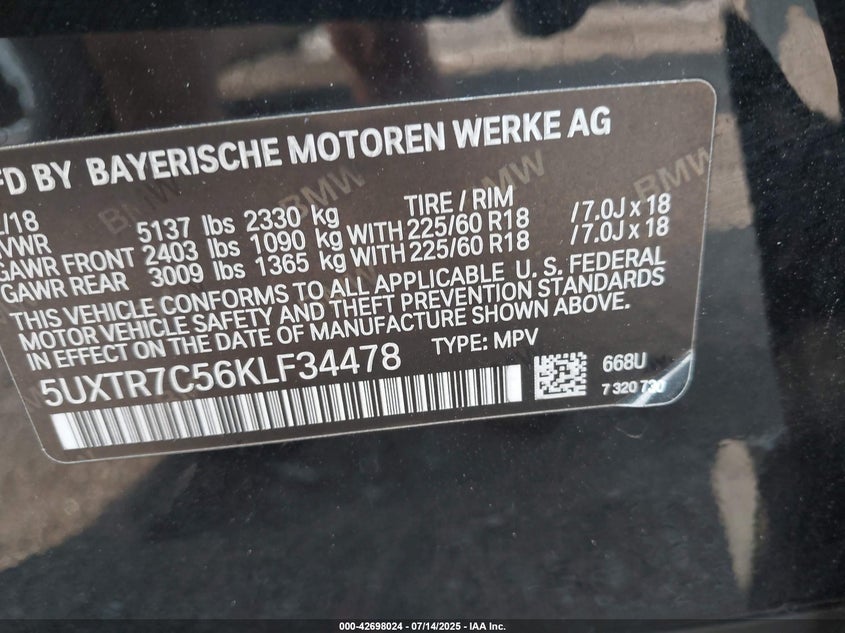 FD BY BAYERISCHE MOTOREN WERKE AG
/18
VWR 5137 lbs 2330 kg TIRE / RIM
GAWR FRONT 2403 lbs 1090 kg WITH 225/60 R18 / 7.0J x 18
GAWR REAR 3009 lbs 1365 kg WITH 225/60 R18 / 7.0J x 18
THIS VEHICLE CONFORMS TO ALL APPLICABLE U. S. FEDERAL
MOTOR VEHICLE SAFETY AND THEFT PREVENTION STANDARDS
IN EFFECT ON THE DATE OF MANUFACTURE SHOWN ABOVE.
5UXTR7C56KLF34478 TYPE: MPV
668U
7 320 730
000-42698024 / 07/14/2025 - IAA Inc.